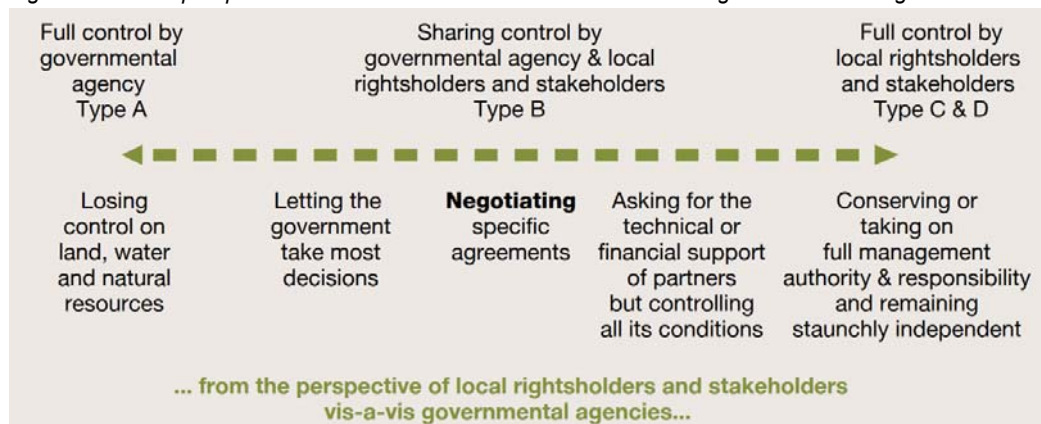 Full control by
governmental
agency
Type A
Sharing control by
governmental agency & local
rightsholders and stakeholders
Type B
Full control by
local rightsholders
and stakeholders
Type C & D
Losing
control on
land, water
and natural
resources
Letting the
government
take most
decisions
Negotiating
specific
agreements
Asking for the
technical or
financial support
of partners
but controlling
all its conditions
Conserving or
taking on
full management
authority & responsibility
and remaining
staunchly independent
... from the perspective of local rightsholders and stakeholders
vis-a-vis governmental agencies...